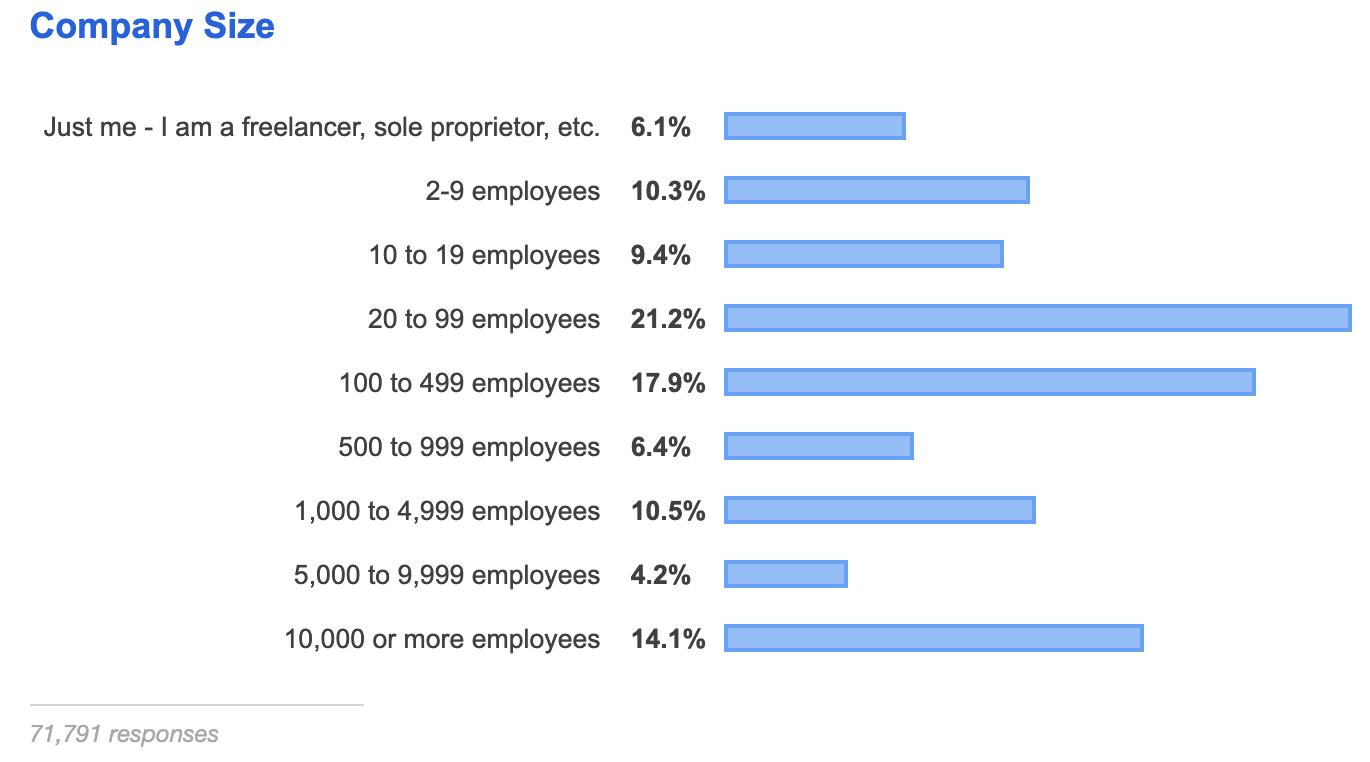 Company Size
Just me - I am a freelancer, sole proprietor, etc. 6.1%
2-9 employees 10.3%
10 to 19 employees 9.4%
20 to 99 employees 21.2%
100 to 499 employees 17.9%
500 to 999 employees 6.4%
1,000 to 4,999 employees 10.5%
5,000 to 9,999 employees 4.2%
10,000 or more employees 14.1%
71,791 responses